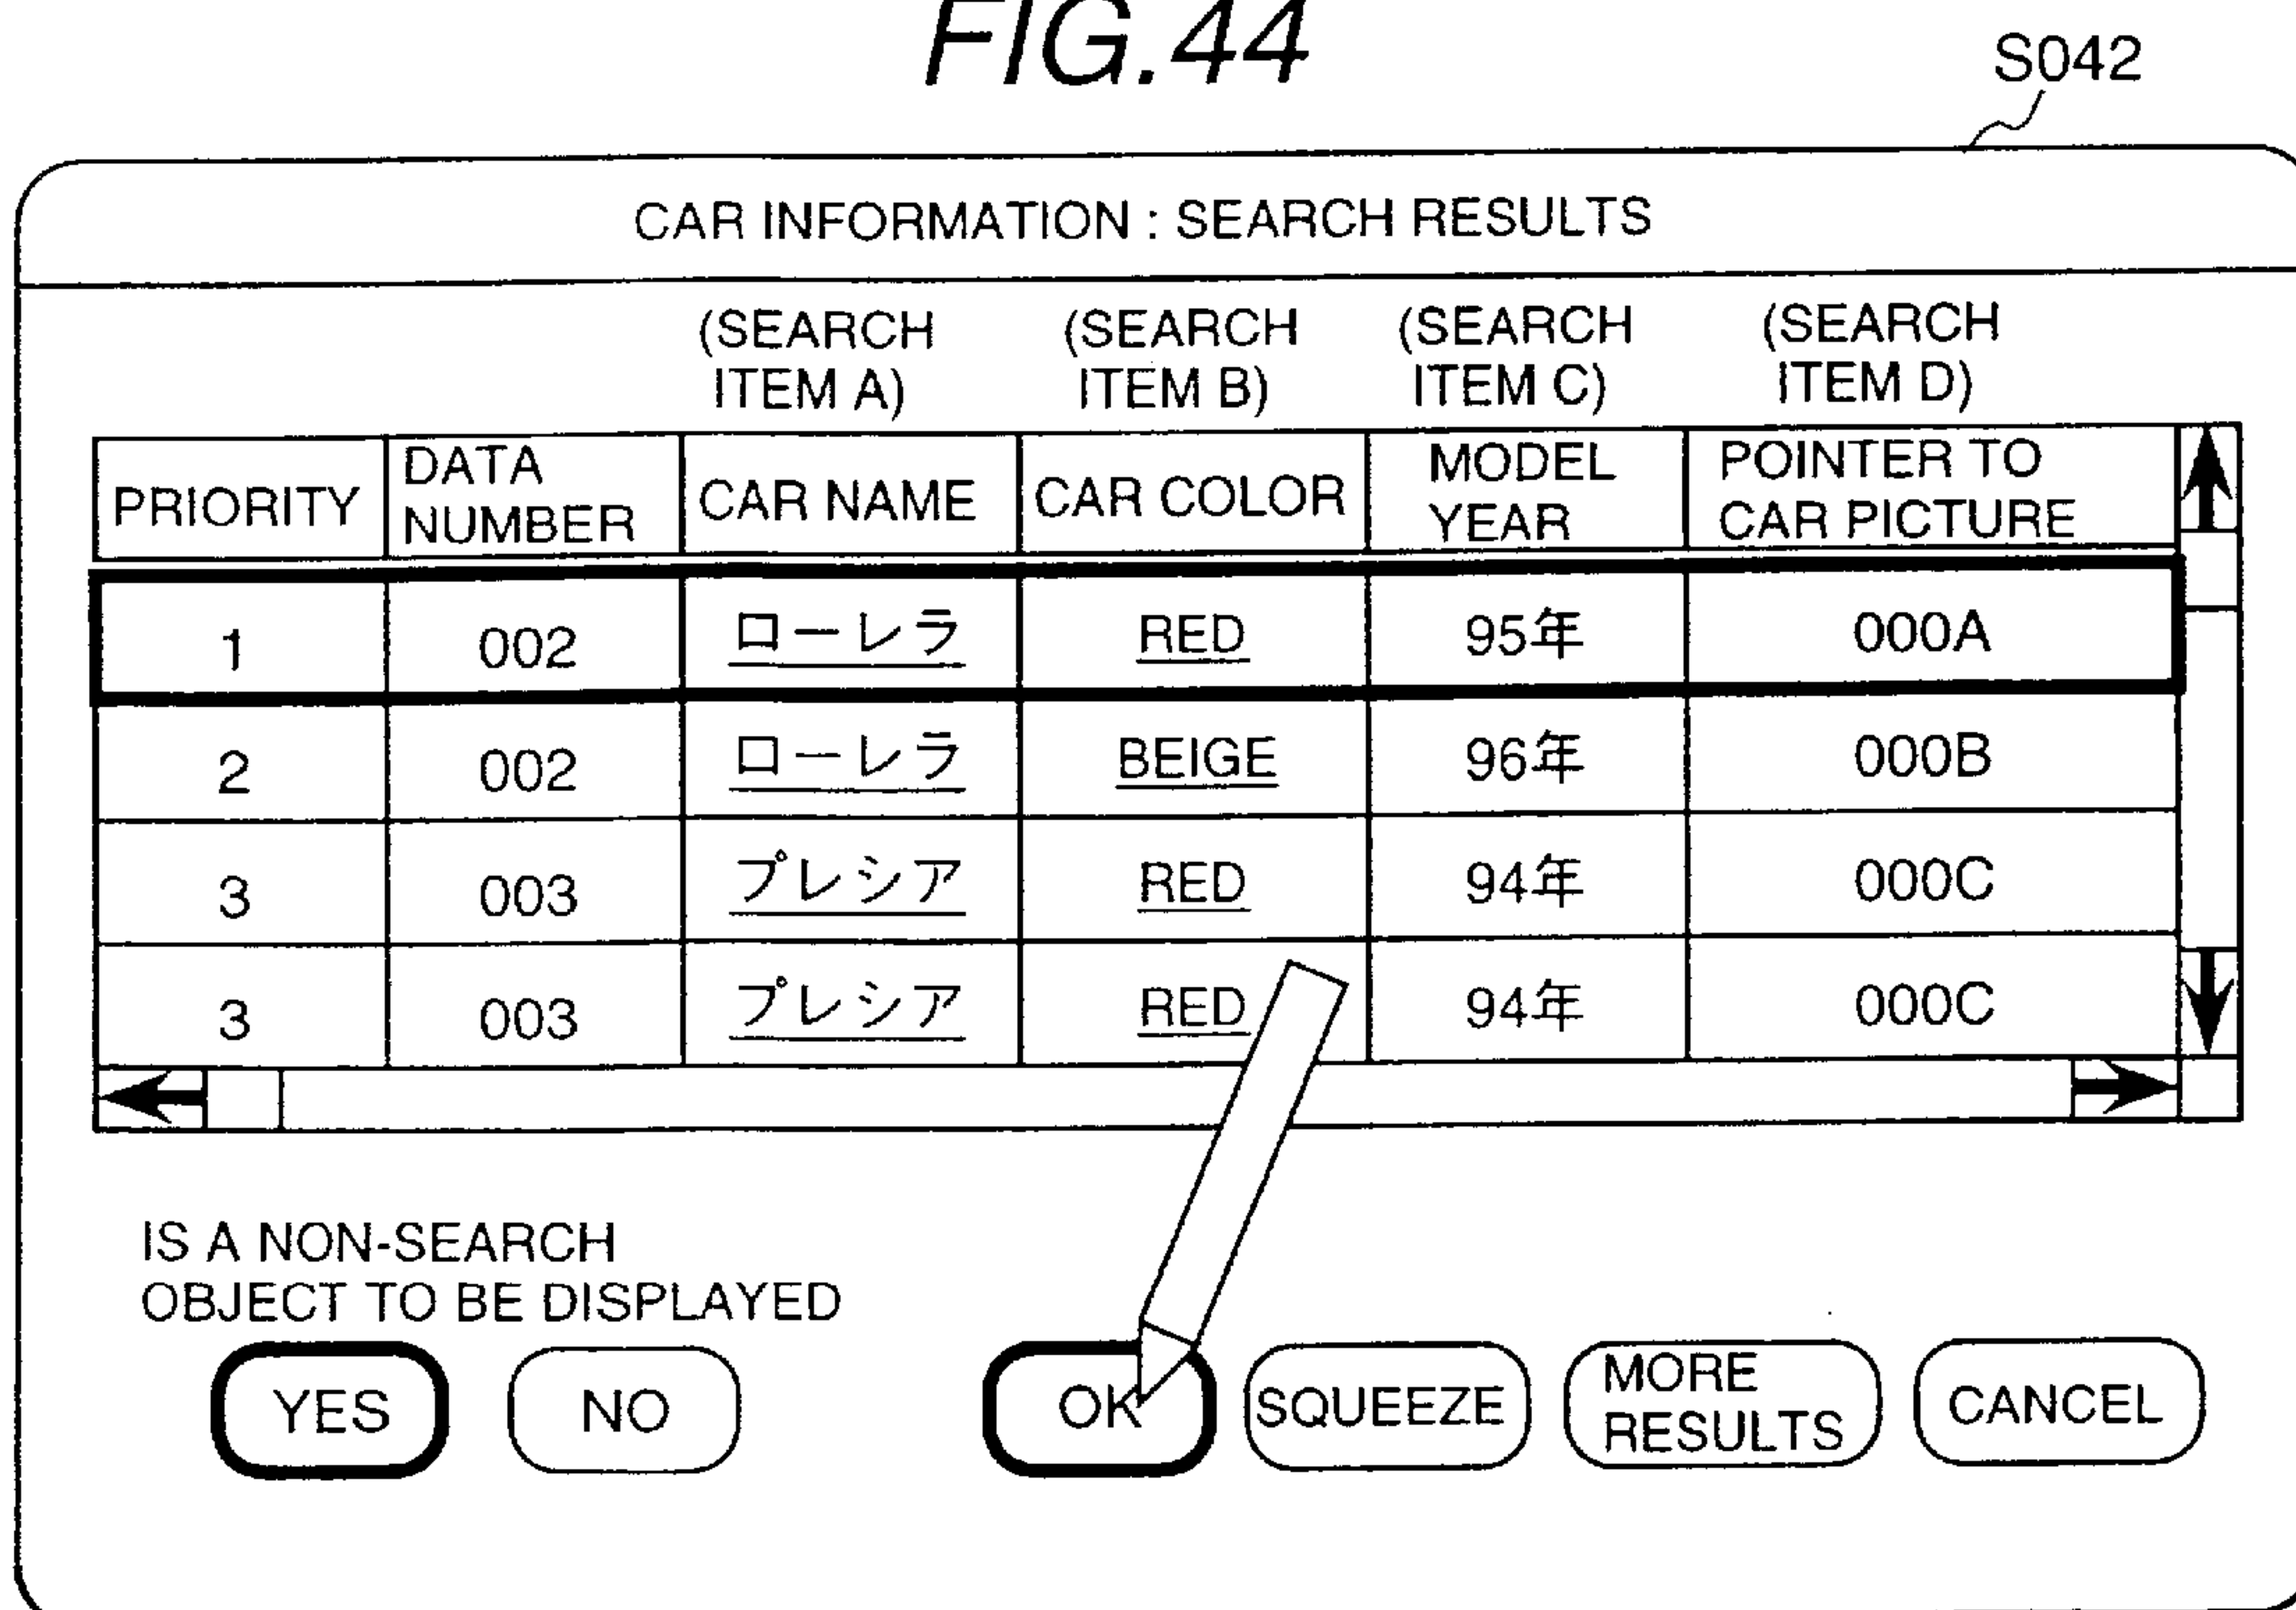 FIG.44
S042
CAR INFORMATION : SEARCH RESULTS
(SEARCH ITEM A) (SEARCH ITEM B) (SEARCH ITEM C) (SEARCH ITEM D)
PRIORITY DATA NUMBER CAR NAME CAR COLOR MODEL YEAR POINTER TO CAR PICTURE
1 002 ローレラ RED 95年 000A
2 002 ローレラ BEIGE 96年 000B
3 003 プレシア RED 94年 000C
3 003 プレシア RED 94年 000C
IS A NON-SEARCH
OBJECT TO BE DISPLAYED
YES NO OK SQUEEZE MORE RESULTS CANCEL